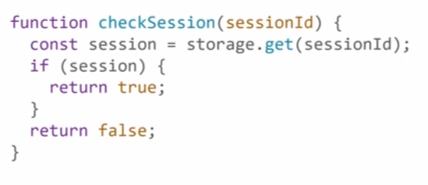 function checkSession(sessionId) {
  const session = storage.get(sessionId);
  if (session) {
    return true;
  }
  return false;
}